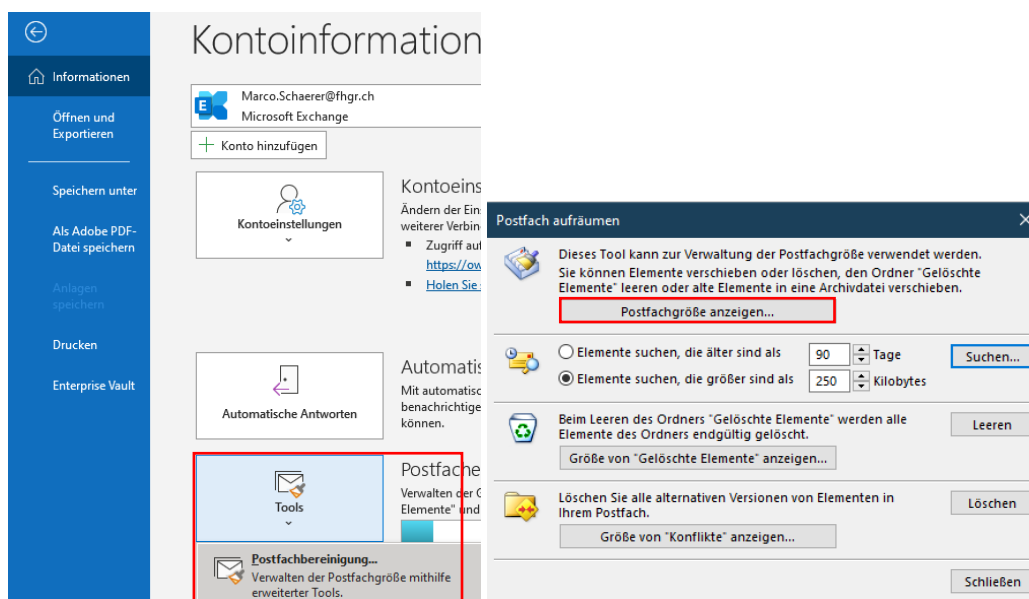 Kontoinformation
Informationen
Öffnen und
Exportieren
Speichern unter
Als Adobe PDF-
Datei speichern
Anlagen
speichern
Drucken
Enterprise Vault
Marco.Schaerer@fhgr.ch
Microsoft Exchange
Konto hinzufügen
Kontoeinstellungen
Kontoeins
Ändern der Ein
weiterer Verbin
Zugriff auf
https://ow
Holen Sie
Automatische Antworten
Automatis
Mit automatisc
benachrichtige
können.
Tools
Postfache
Verwalten der G
Elemente" und
Postfachbereinigung...
Verwalten der Postfachgröße mithilfe
erweiterter Tools.
Postfach aufräumen
Dieses Tool kann zur Verwaltung der Postfachgröße verwendet werden.
Sie können Elemente verschieben oder löschen, den Ordner "Gelöschte
Elemente" leeren oder alte Elemente in eine Archivdatei verschieben.
Postfachgröße anzeigen...
Elemente suchen, die älter sind als 90 Tage
Suchen...
Elemente suchen, die größer sind als 250 Kilobytes
Beim Leeren des Ordners "Gelöschte Elemente" werden alle
Elemente des Ordners endgültig gelöscht.
Leeren
Größe von "Gelöschte Elemente" anzeigen...
Löschen Sie alle alternativen Versionen von Elementen in
Ihrem Postfach.
Löschen
Größe von "Konflikte" anzeigen...
Schließen